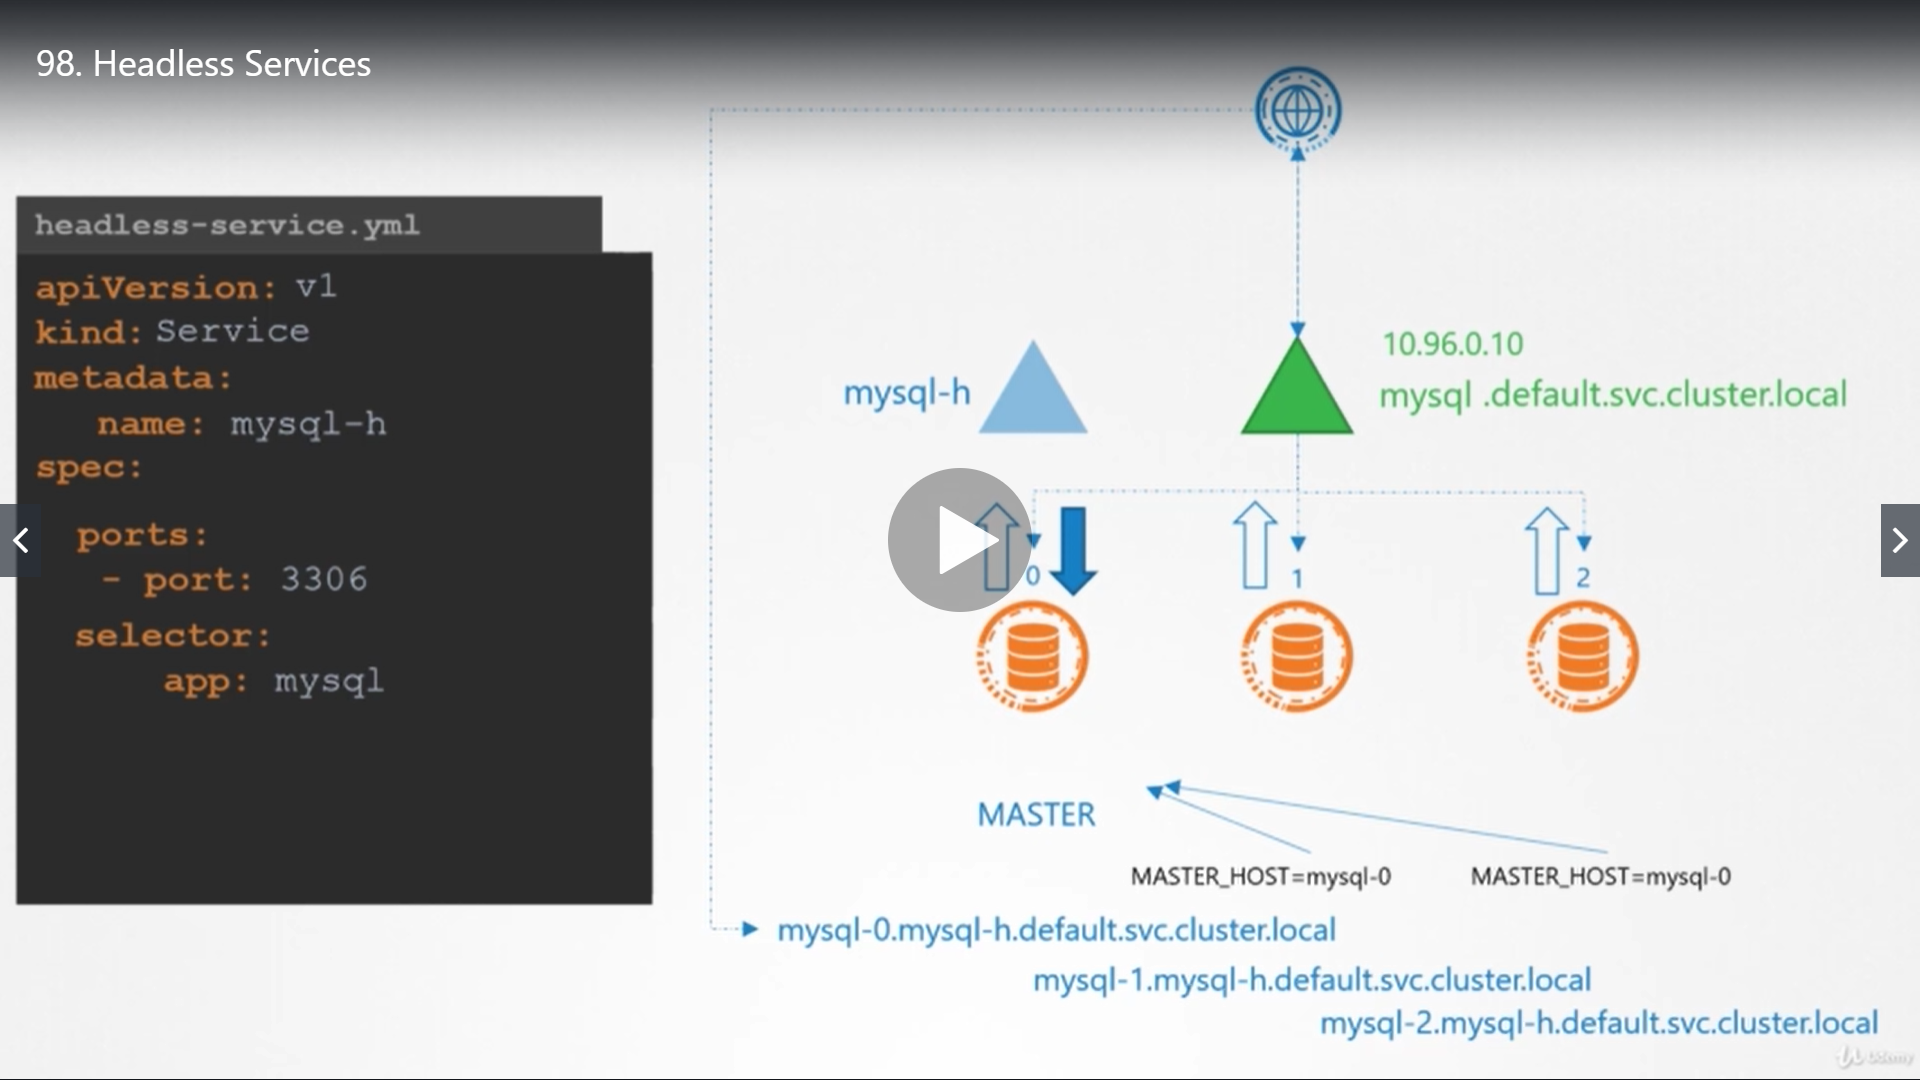 98. Headless Services
headless-service.yml
apiVersion: v1
kind: Service
metadata:
name: mysql-h
spec:
ports:
- port: 3306
selector:
app: mysql
mysql-h
10.96.0.10
mysql .default.svc.cluster.local
0
1
2
MASTER
MASTER_HOST=mysql-0
MASTER_HOST=mysql-0
mysql-0.mysql-h.default.svc.cluster.local
mysql-1.mysql-h.default.svc.cluster.local
mysql-2.mysql-h.default.svc.cluster.local
Udemy